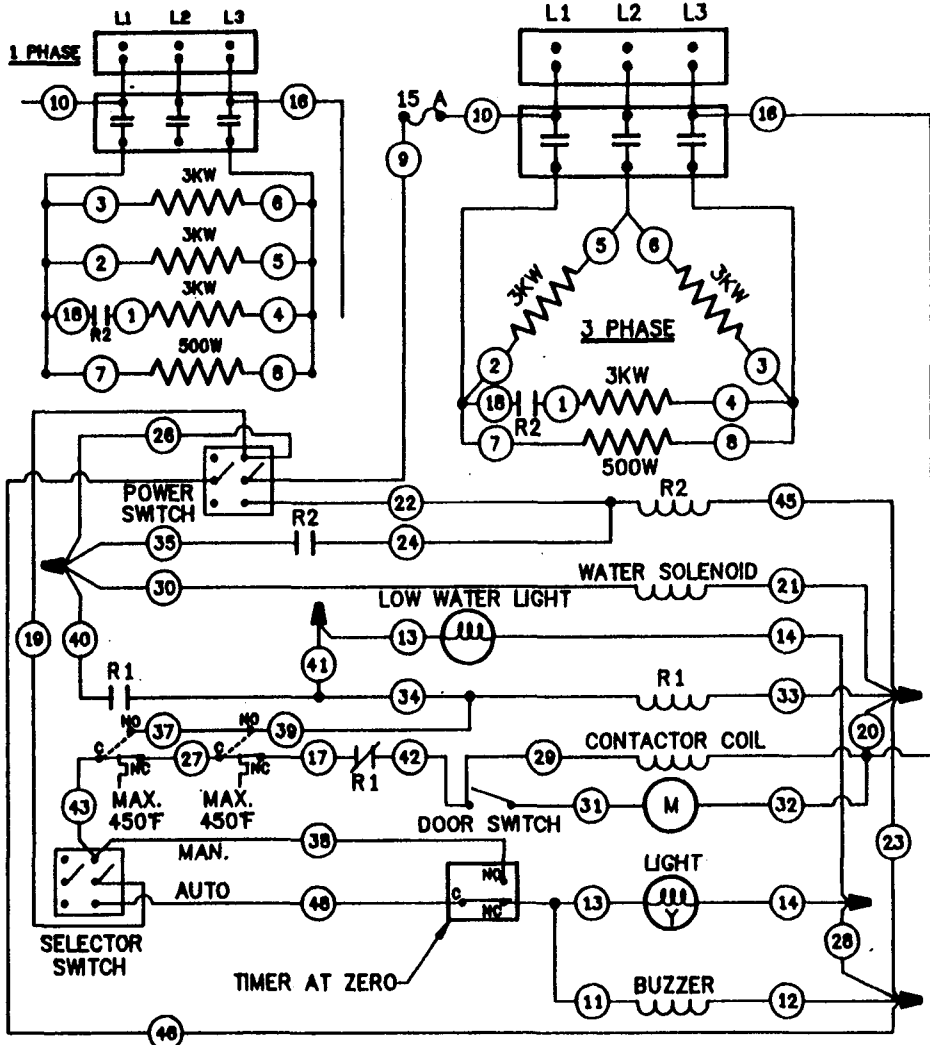 L1 L2 L3
1 PHASE
10
16
3 3KW 6
2 3KW 5
18 R2 1 3KW 4
7 500W 8
L1 L2 L3
15 A
10
16
9
5 6
3KW 3KW
3 PHASE
2 3
18 R2 1 3KW 4
7 500W 8
26
POWER
SWITCH
22 R2 45
35 R2 24
30 WATER SOLENOID 21
LOW WATER LIGHT
13 14
19 40 41
R1 34 R1 33
NO 37 NO 39
20
C NC 27 C NC 17 R1 42 29 CONTACTOR COIL
43
MAX.
450°F
MAX.
450°F
DOOR SWITCH
31 M 32
MAN. 38
23
AUTO 48
C NO NC
LIGHT
13 Y 14
SELECTOR
SWITCH
28
TIMER AT ZERO
11 BUZZER 12
46